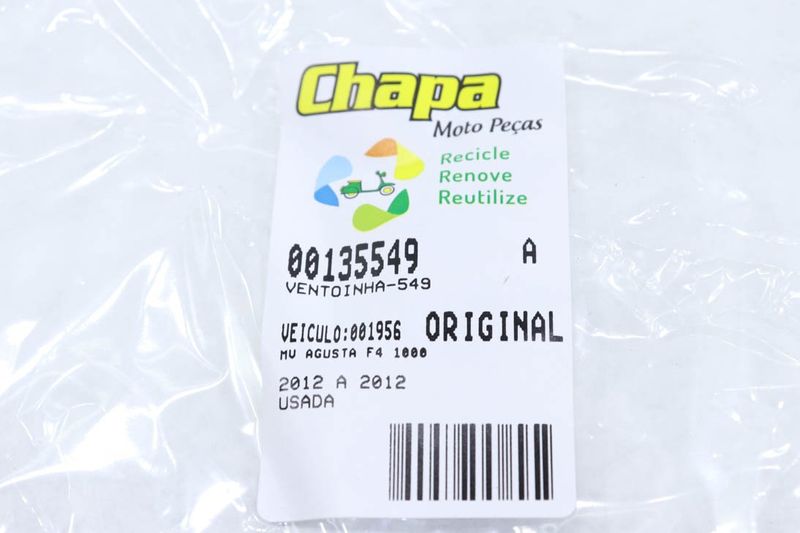 Chapa
Moto Peças
Recicle
Renove
Reutilize
00135549 A
VENTOINHA-549
VEICULO:001956 ORIGINAL
MV AGUSTA F4 1000
2012 A 2012
USADA